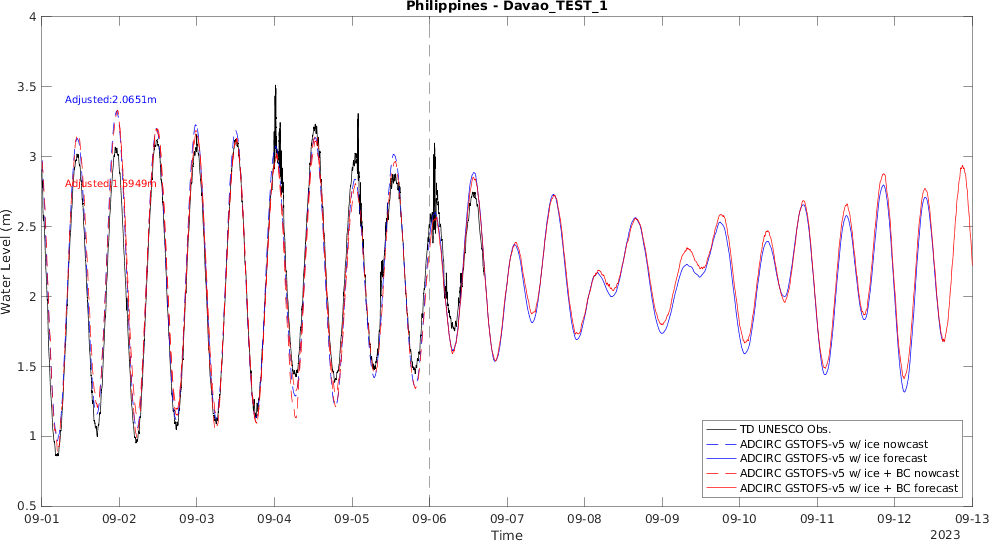 Philippines - Davao_TEST_1
Water Level (m)
4
3.5
3
2.5
2
1.5
1
0.5
Adjusted:2.0651m
Adjusted:1.5949m
TD UNESCO Obs.
ADCIRC GSTOFS-v5 w/ ice nowcast
ADCIRC GSTOFS-v5 w/ ice forecast
ADCIRC GSTOFS-v5 w/ ice + BC nowcast
ADCIRC GSTOFS-v5 w/ ice + BC forecast
09-01 09-02 09-03 09-04 09-05 09-06 09-07 09-08 09-09 09-10 09-11 09-12 09-13
Time
2023